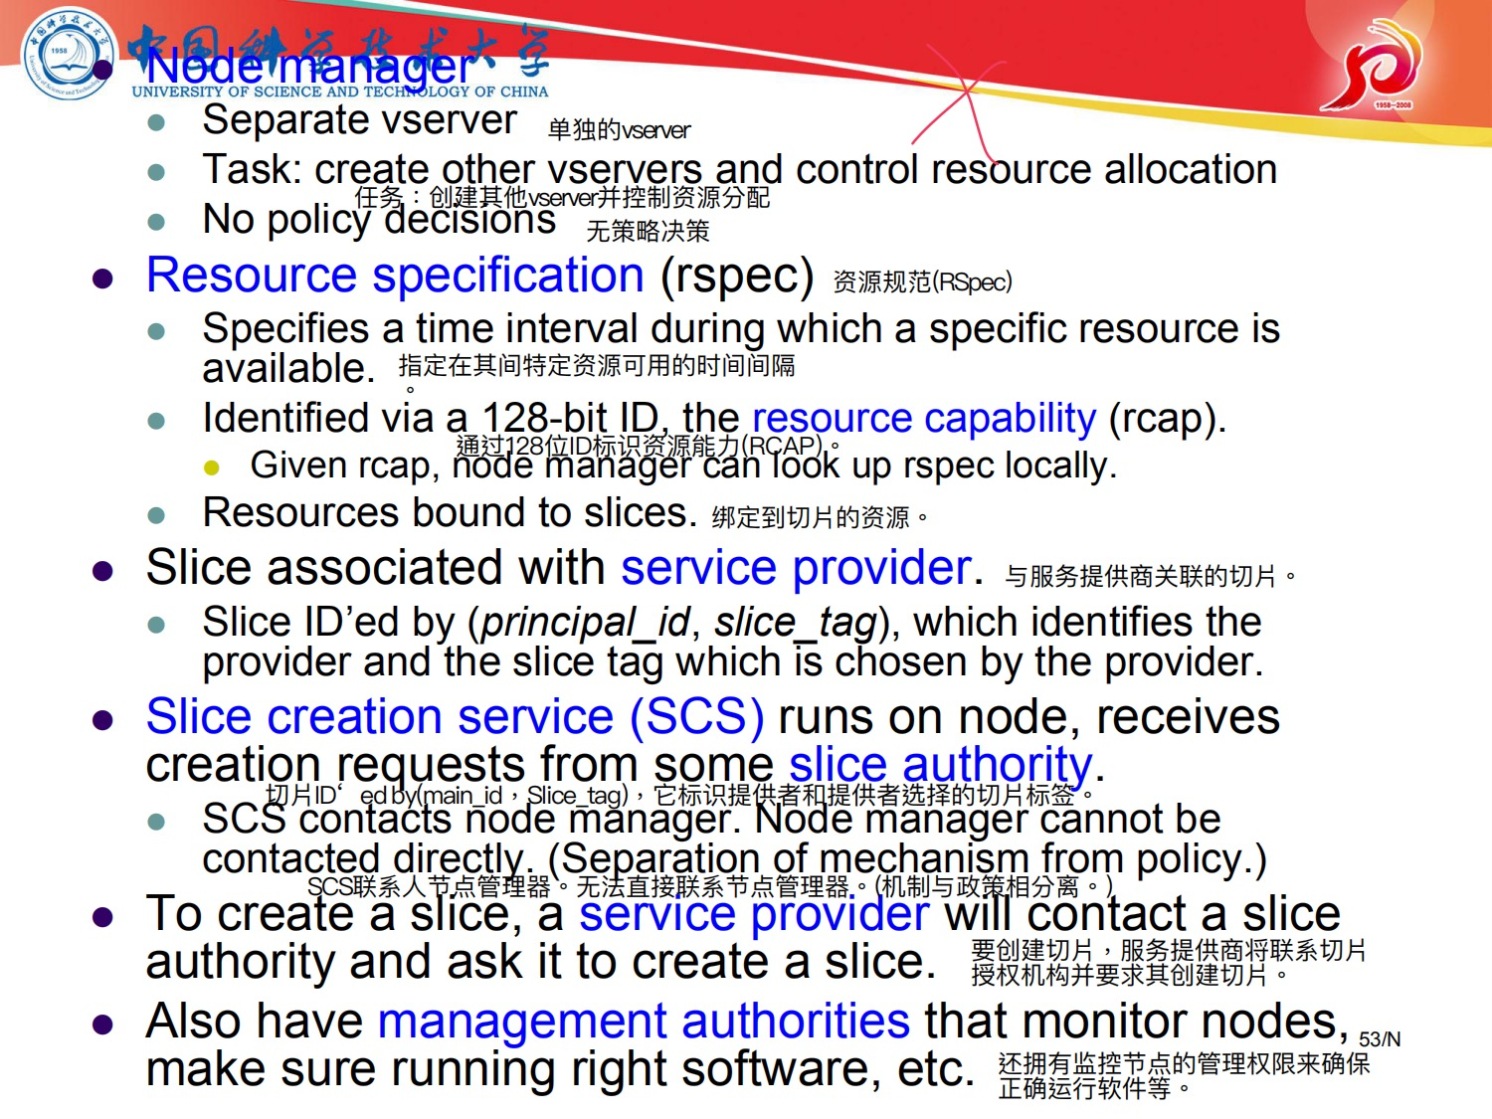 中国科学技术大学
Node manager
UNIVERSITY OF SCIENCE AND TECHNOLOGY OF CHINA
1958
1958—2008
Separate vserver
单独的vserver
Task: create other vservers and control resource allocation
任务：创建其他vserver并控制资源分配
No policy decisions
无策略决策
Resource specification (rspec)
资源规范(RSpec)
Specifies a time interval during which a specific resource is
available.
指定在其间特定资源可用的时间间隔
。
Identified via a 128-bit ID, the resource capability (rcap).
通过128位ID标识资源能力(RCAP)。
Given rcap, node manager can look up rspec locally.
Resources bound to slices.
绑定到切片的资源。
Slice associated with service provider.
与服务提供商关联的切片。
Slice ID’ed by (principal_id, slice_tag), which identifies the
provider and the slice tag which is chosen by the provider.
Slice creation service (SCS) runs on node, receives
creation requests from some slice authority.
切片ID‘ed by(main_id，Slice_tag)，它标识提供者和提供者选择的切片标签。
SCS contacts node manager. Node manager cannot be
contacted directly. (Separation of mechanism from policy.)
SCS联系人节点管理器。无法直接联系节点管理器。(机制与政策相分离。)
To create a slice, a service provider will contact a slice
authority and ask it to create a slice.
要创建切片，服务提供商将联系切片
授权机构并要求其创建切片。
Also have management authorities that monitor nodes,
make sure running right software, etc.
53/N
还拥有监控节点的管理权限来确保
正确运行软件等。